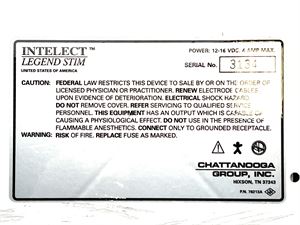 INTELECT™
LEGEND STIM
UNITED STATES OF AMERICA
POWER: 12-16 VDC, 4 AMP MAX.
SERIAL No. 3134
CAUTION: FEDERAL LAW RESTRICTS THIS DEVICE TO SALE BY OR ON THE ORDER OF
LICENSED PHYSICIAN OR PRACTITIONER. RENEW ELECTRODE CABLES
UPON EVIDENCE OF DETERIORATION. ELECTRICAL SHOCK HAZARD
DO NOT REMOVE COVER. REFER SERVICING TO QUALIFIED SERVICE
PERSONNEL. THIS EQUIPMENT HAS AN OUTPUT WHICH IS CAPABLE OF
CAUSING A PHYSIOLOGICAL EFFECT. DO NOT USE IN THE PRESENCE OF
FLAMMABLE ANESTHETICS. CONNECT ONLY TO GROUNDED RECEPTACLE.
WARNING: RISK OF FIRE. REPLACE FUSE AS MARKED.
CHATTANOOGA
GROUP, INC.
HIXSON, TN 37343
P.N. 76213A